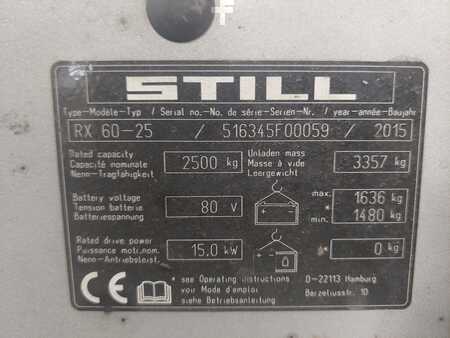 STILL
Type-Modèle-Typ / Serial no.-No. de série-Serien-Nr. / year-année-Baujahr
RX 60-25 / 516345F00059 / 2015
Rated capacity Unladen mass
Capacité nominale 2500 kg Masse à vide 3357 kg
Nenn-Tragfähigkeit Leergewicht
Battery voltage max. 1636 kg
Tension batterie 80 V *
Batteriespannung min. 1480 kg
Rated drive power
Puissance motri.nom. 15.0 kW * 0 kg
Nenn-Antriebsleist.
CE * see Operating instructions D-22113 Hamburg
voir Mode d'emploi Berzeliusstr. 10
siehe Betriebsanleitung